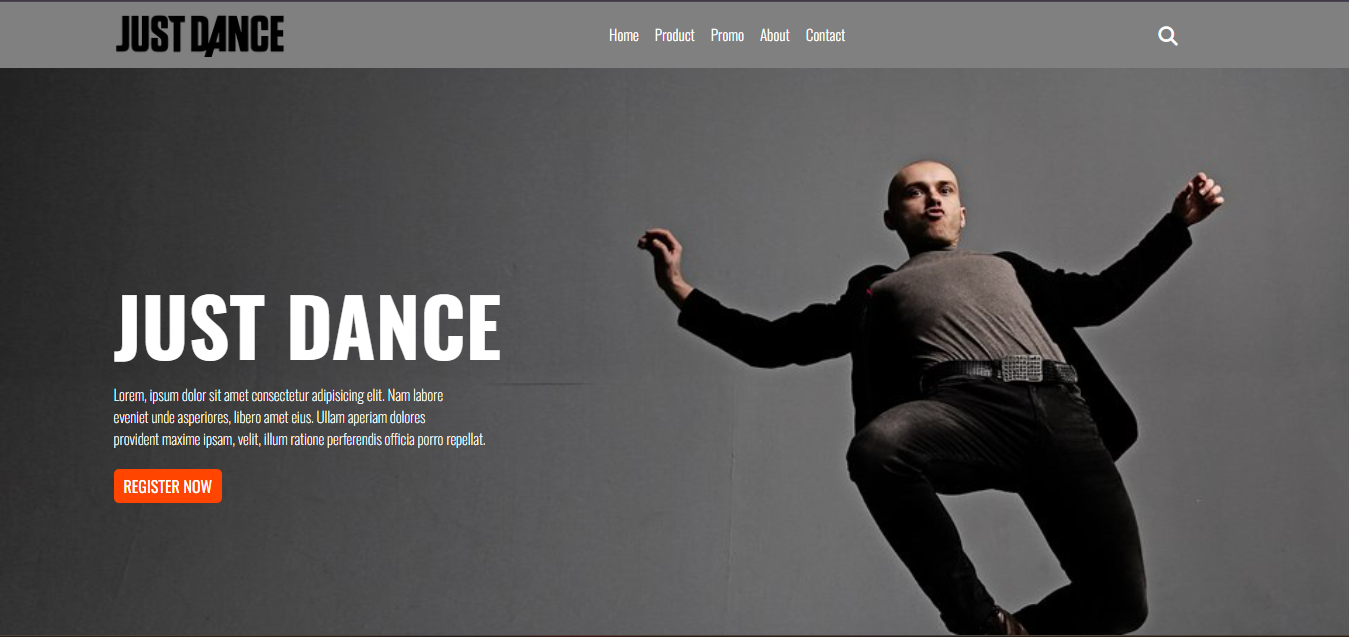 JUST DANCE
Home Product Promo About Contact
JUST DANCE
Lorem, ipsum dolor sit amet consectetur adipisicing elit. Nam labore
eveniet unde asperiores, libero amet eius. Ullam aperiam dolores
provident maxime ipsam, velit, illum ratione perferendis officia porro repellat.
REGISTER NOW